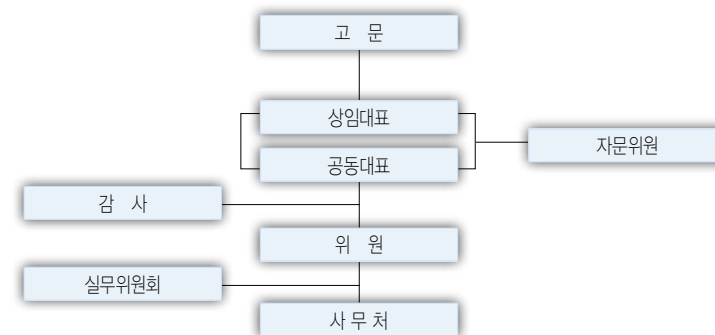 고 문
상임대표
자문위원
공동대표
감 사
위 원
실무위원회
사 무 처